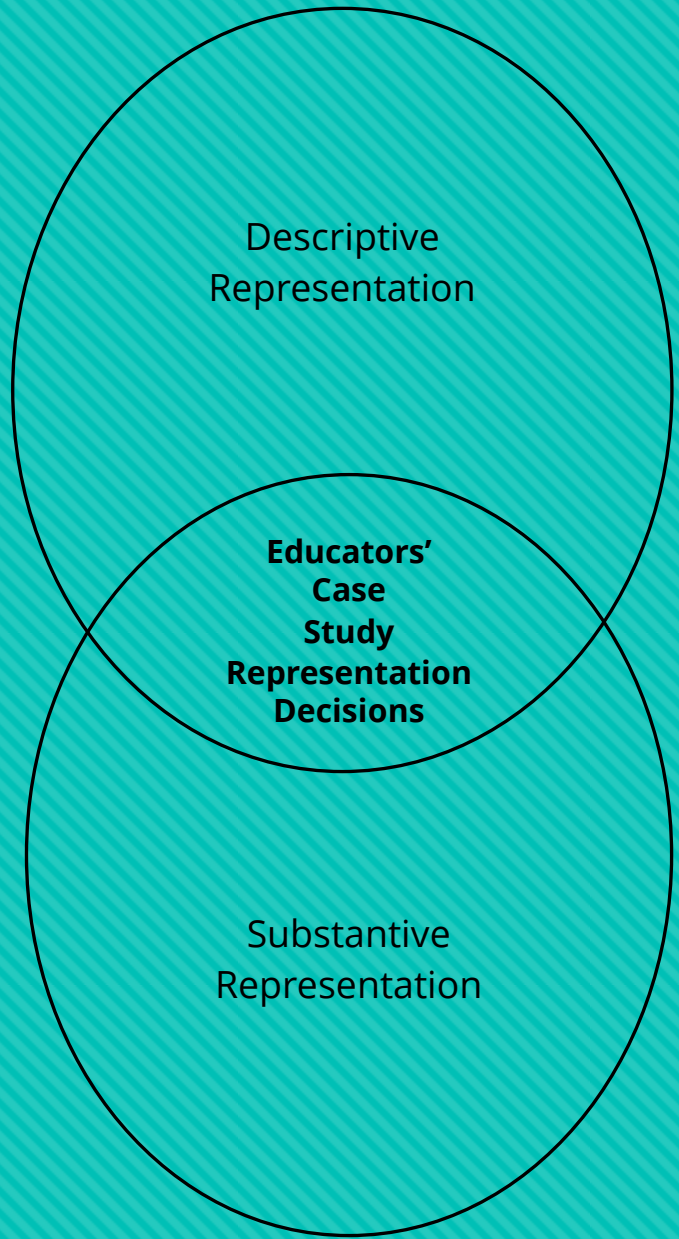 Descriptive
Representation
Educators’
Case
Study
Representation
Decisions
Substantive
Representation